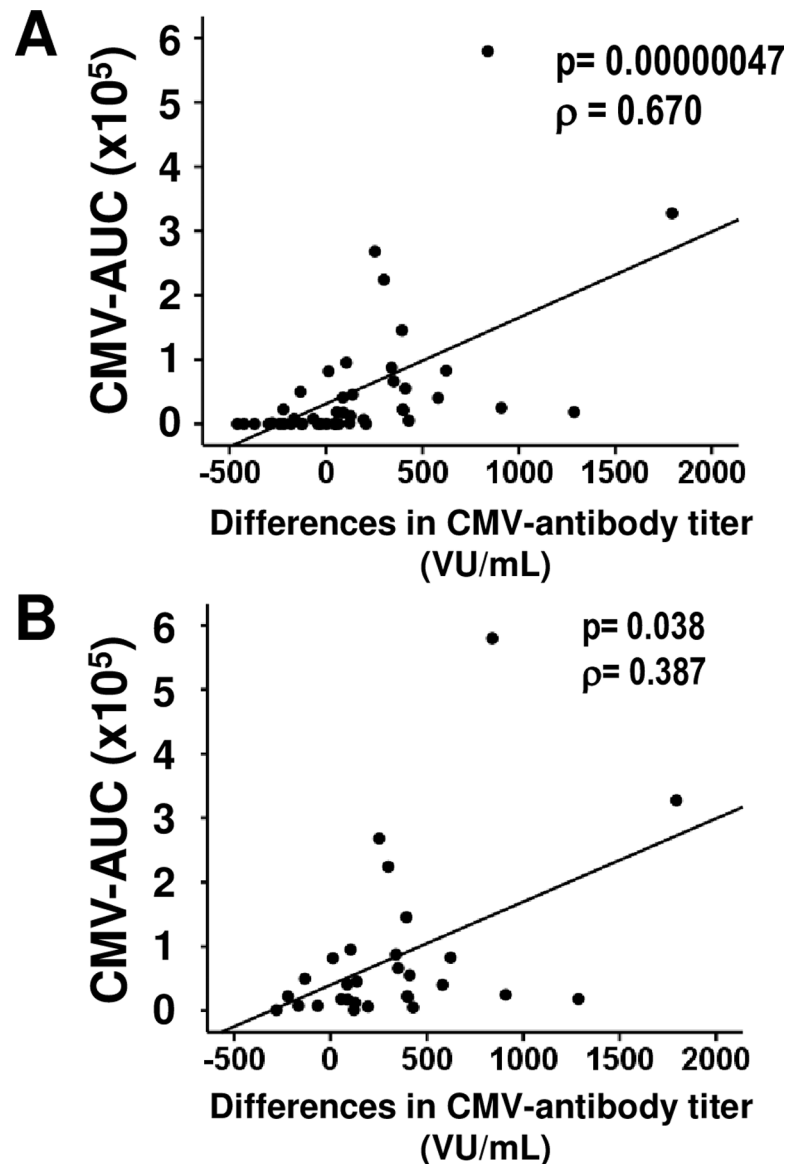 A
p= 0.00000047
ρ = 0.670
CMV-AUC (x10⁵)
6
5
4
3
2
1
0
-500 0 500 1000 1500 2000
Differences in CMV-antibody titer
(VU/mL)
B
p= 0.038
ρ= 0.387
CMV-AUC (x10⁵)
6
5
4
3
2
1
0
-500 0 500 1000 1500 2000
Differences in CMV-antibody titer
(VU/mL)